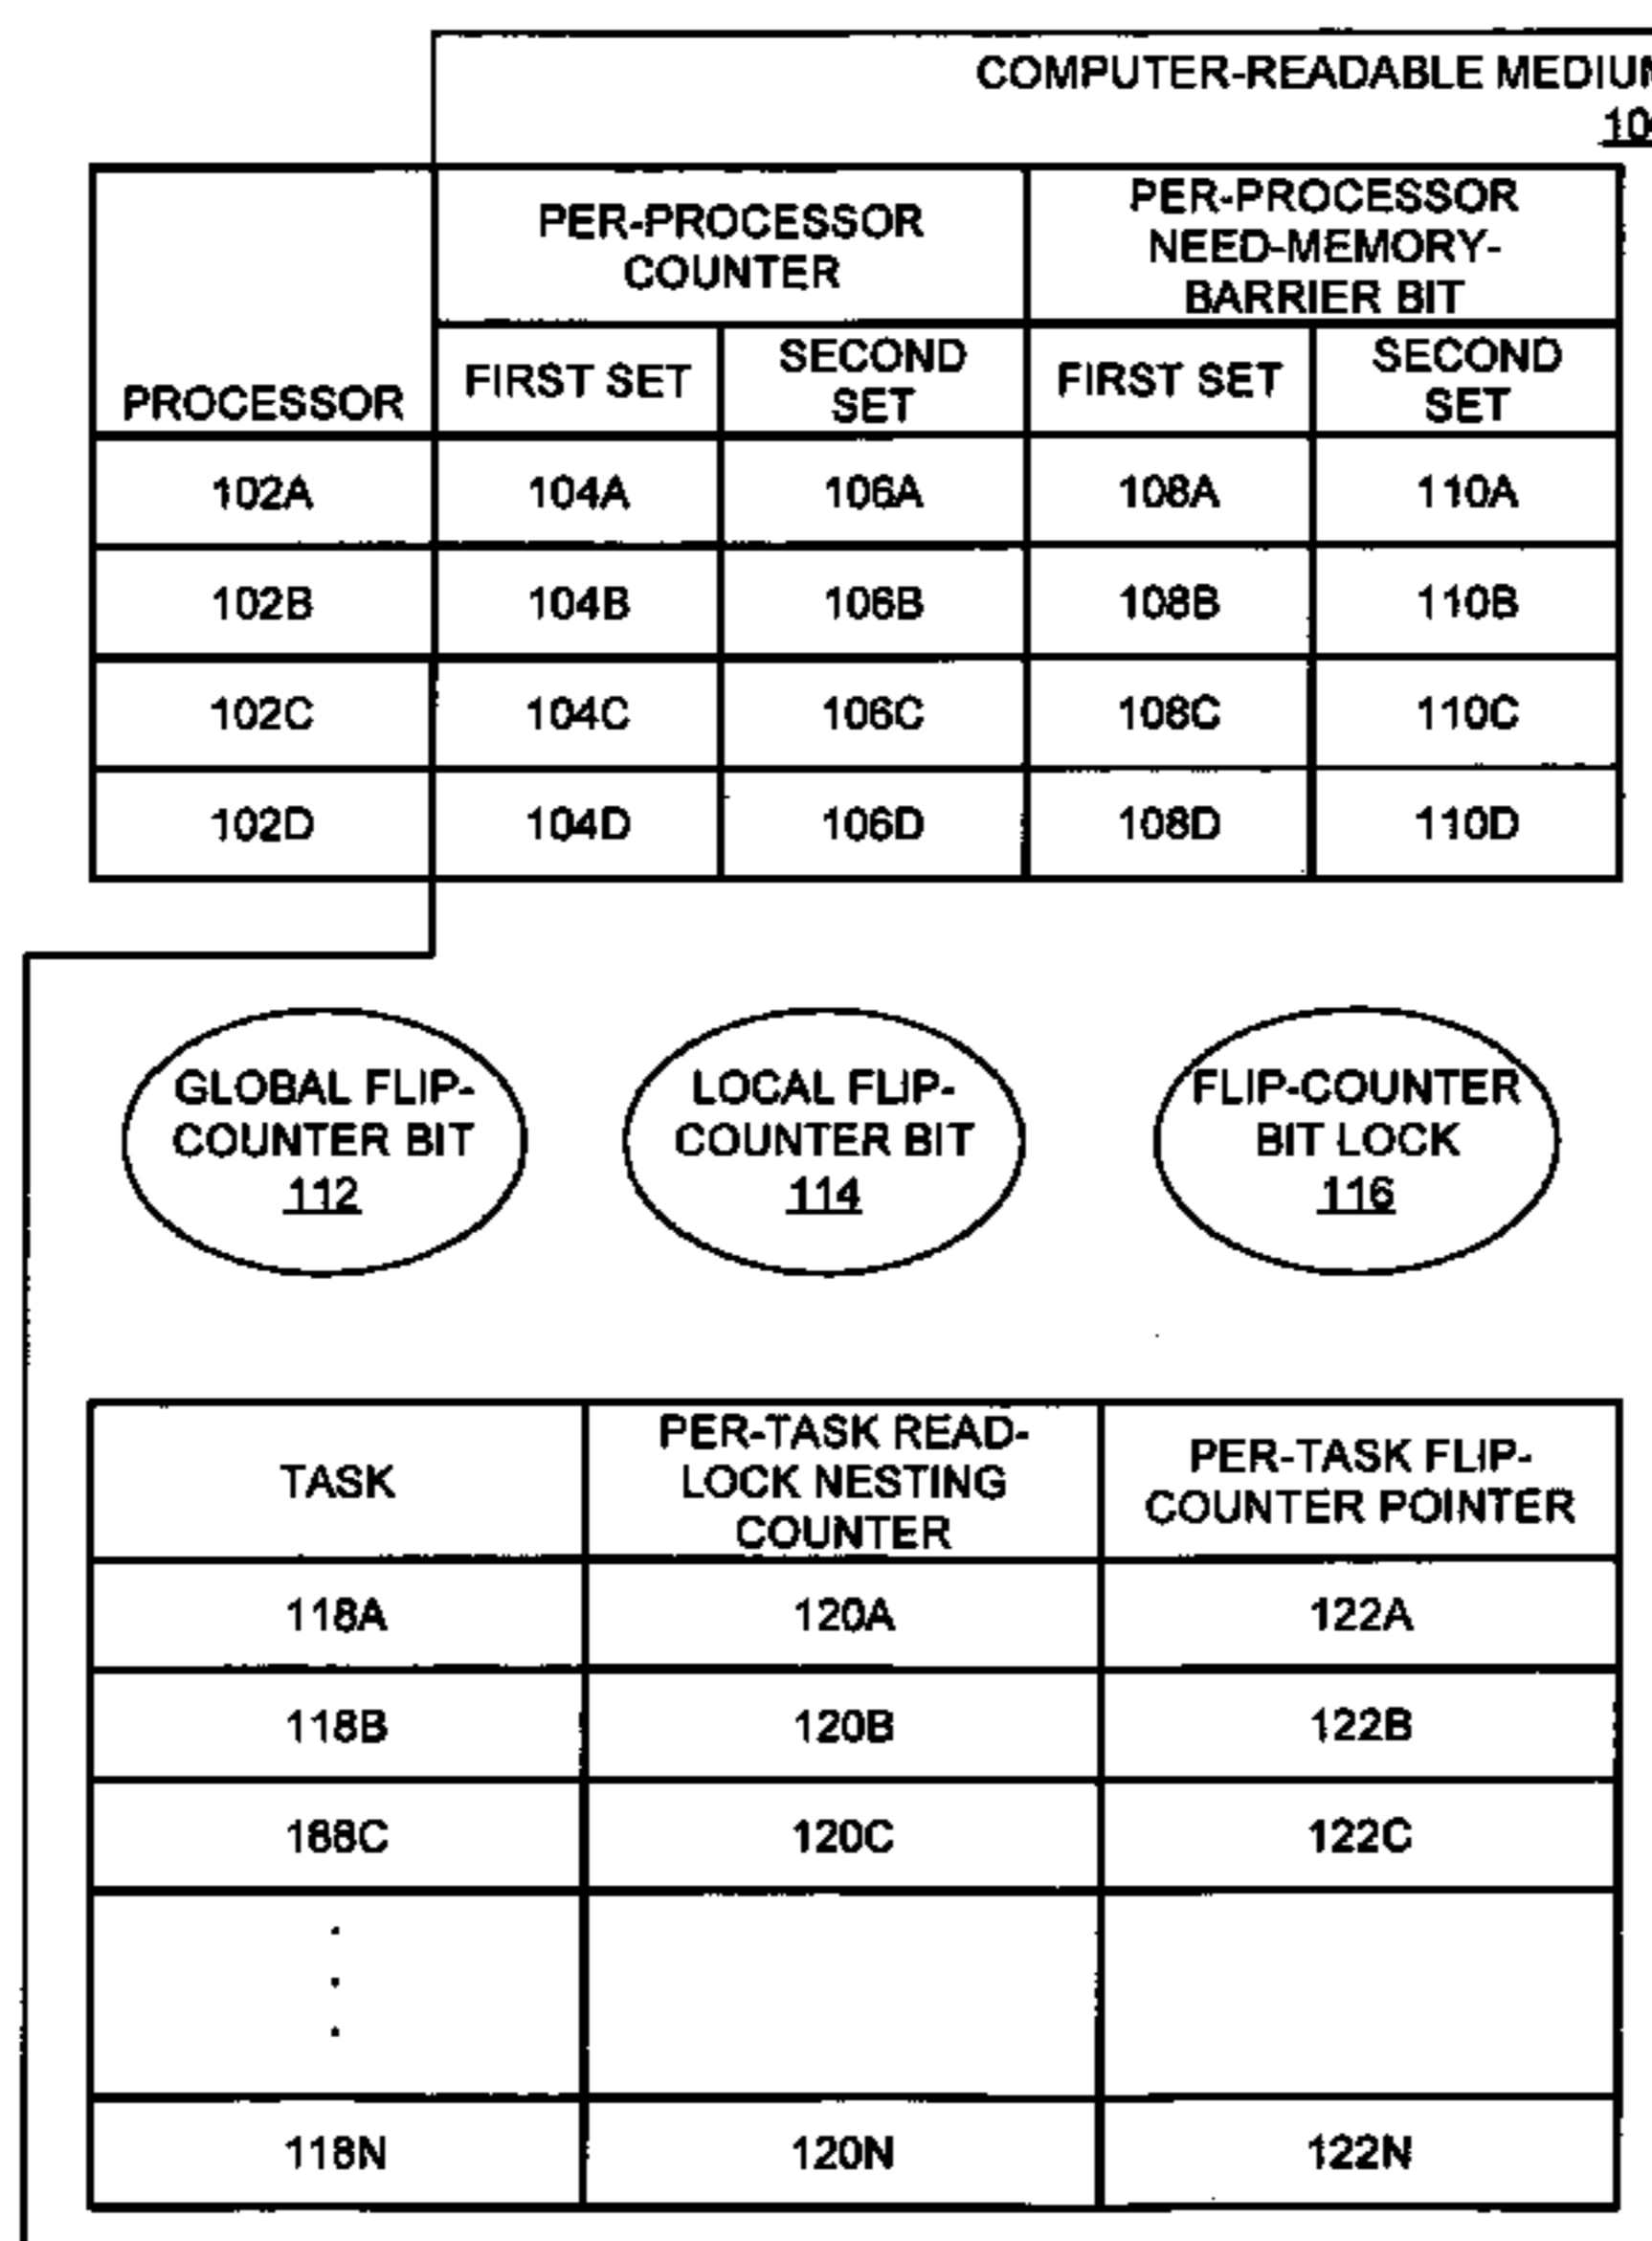 COMPUTER-READABLE MEDIUM
PER-PROCESSOR
COUNTER
PER-PROCESSOR
NEED-MEMORY-
BARRIER BIT
PROCESSOR
FIRST SET
SECOND
SET
FIRST SET
SECOND
SET
102A 104A 106A 108A 110A
102B 104B 106B 108B 110B
102C 104C 106C 108C 110C
102D 104D 106D 108D 110D
GLOBAL FLIP-
COUNTER BIT
112
LOCAL FLIP-
COUNTER BIT
114
FLIP-COUNTER
BIT LOCK
116
TASK
PER-TASK READ-
LOCK NESTING
COUNTER
PER-TASK FLIP-
COUNTER POINTER
118A 120A 122A
118B 120B 122B
188C 120C 122C
.
.
.
118N 120N 122N